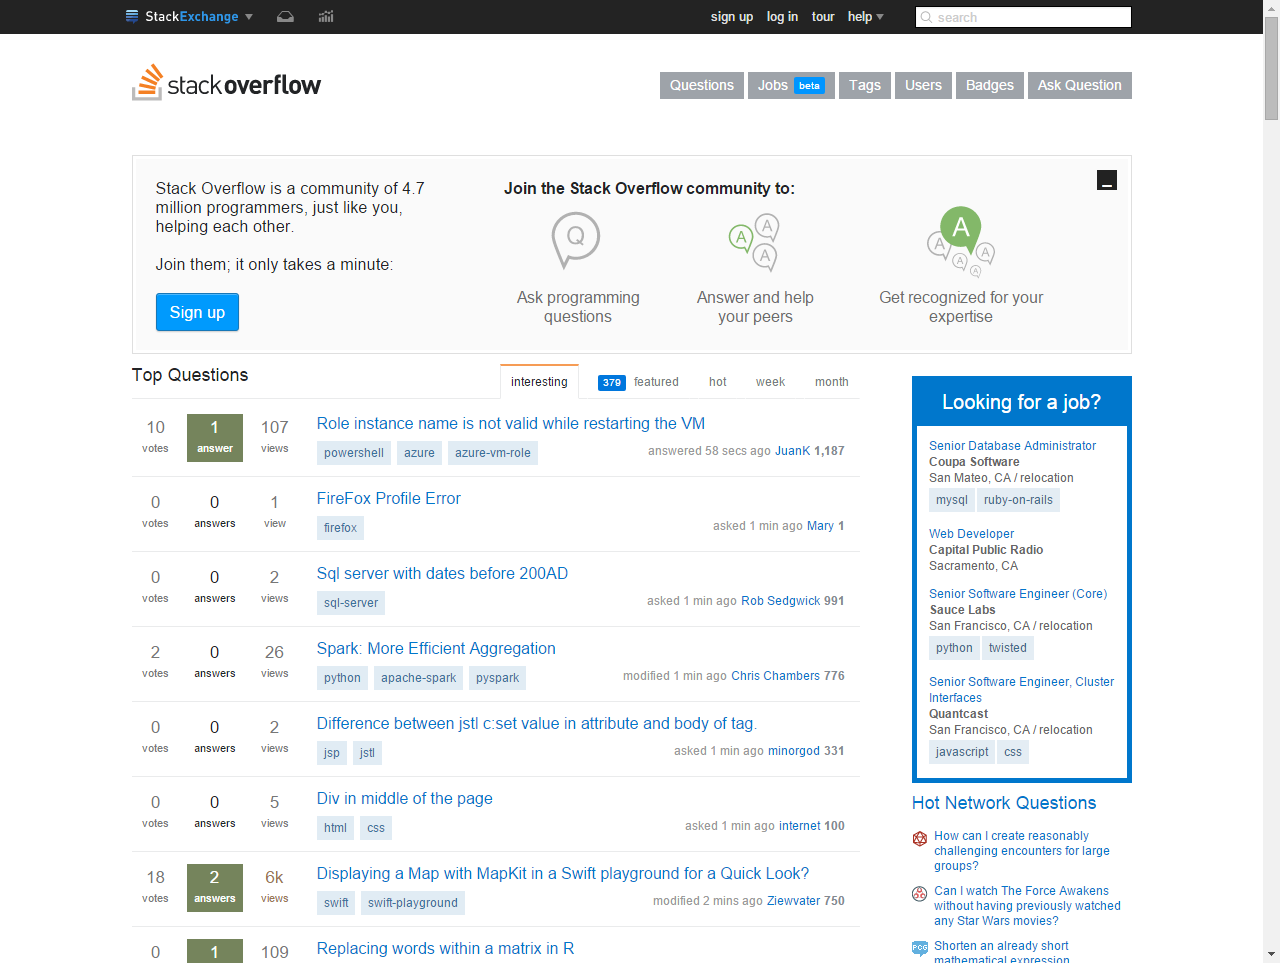 StackExchange
sign up log in tour help
search
stackoverflow
Questions Jobs beta Tags Users Badges Ask Question
Stack Overflow is a community of 4.7
million programmers, just like you,
helping each other.
Join them; it only takes a minute:
Sign up
Join the Stack Overflow community to:
Q
A A A
A A A A A
Ask programming
questions
Answer and help
your peers
Get recognized for your
expertise
Top Questions
interesting 379 featured hot week month
10 votes 1 answer 107 views
Role instance name is not valid while restarting the VM
powershell azure azure-vm-role
answered 58 secs ago JuanK 1,187
0 votes 0 answers 1 view
FireFox Profile Error
firefox
asked 1 min ago Mary 1
0 votes 0 answers 2 views
Sql server with dates before 200AD
sql-server
asked 1 min ago Rob Sedgwick 991
2 votes 0 answers 26 views
Spark: More Efficient Aggregation
python apache-spark pyspark
modified 1 min ago Chris Chambers 776
0 votes 0 answers 2 views
Difference between jstl c:set value in attribute and body of tag.
jsp jstl
asked 1 min ago minorgod 331
0 votes 0 answers 5 views
Div in middle of the page
html css
asked 1 min ago internet 100
18 votes 2 answers 6k views
Displaying a Map with MapKit in a Swift playground for a Quick Look?
swift swift-playground
modified 2 mins ago Ziewvater 750
0 1 109
Replacing words within a matrix in R
Looking for a job?
Senior Database Administrator
Coupa Software
San Mateo, CA / relocation
mysql ruby-on-rails
Web Developer
Capital Public Radio
Sacramento, CA
Senior Software Engineer (Core)
Sauce Labs
San Francisco, CA / relocation
python twisted
Senior Software Engineer, Cluster
Interfaces
Quantcast
San Francisco, CA / relocation
javascript css
Hot Network Questions
How can I create reasonably
challenging encounters for large
groups?
Can I watch The Force Awakens
without having previously watched
any Star Wars movies?
PCG
Shorten an already short
mathematical expression